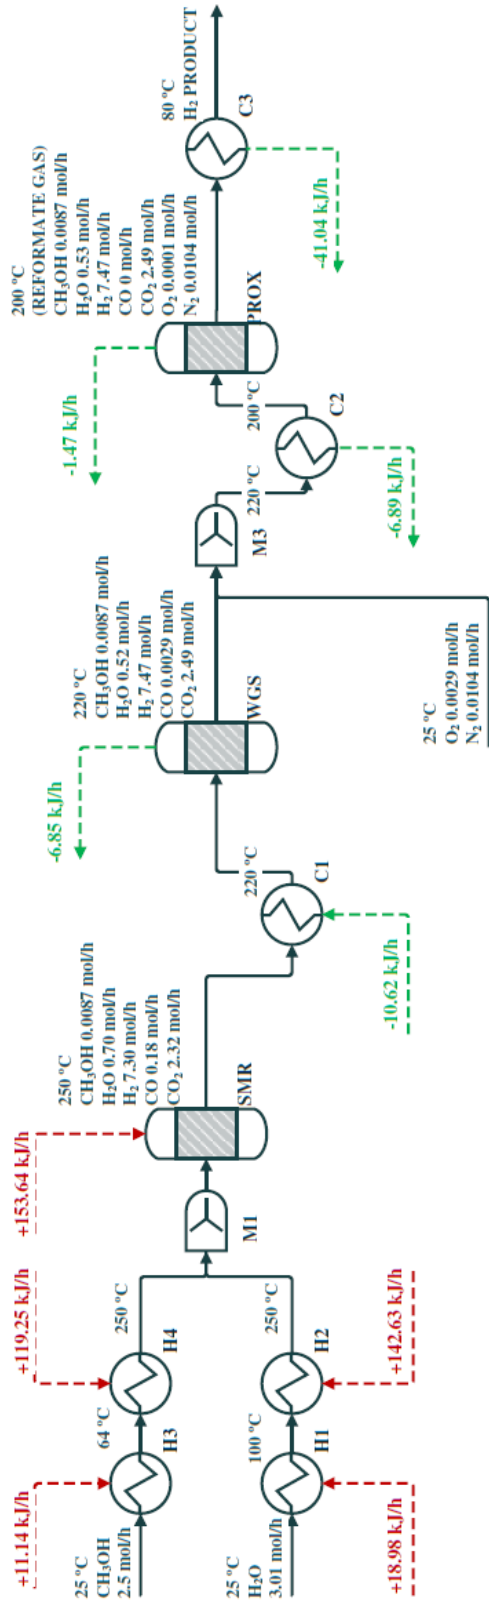 +11.14 kJ/h
+119.25 kJ/h
+153.64 kJ/h
25 °C
CH₃OH
2.5 mol/h
H3
64 °C
H4
250 °C
25 °C
H₂O
3.01 mol/h
H1
100 °C
H2
250 °C
+18.98 kJ/h
+142.63 kJ/h
M1
250 °C
CH₃OH 0.0087 mol/h
H₂O 0.70 mol/h
H₂ 7.30 mol/h
CO 0.18 mol/h
CO₂ 2.32 mol/h
SMR
C1
220 °C
-10.62 kJ/h
-6.85 kJ/h
220 °C
CH₃OH 0.0087 mol/h
H₂O 0.52 mol/h
H₂ 7.47 mol/h
CO 0.0029 mol/h
CO₂ 2.49 mol/h
WGS
25 °C
O₂ 0.0029 mol/h
N₂ 0.0104 mol/h
M3
220 °C
C2
200 °C
-6.89 kJ/h
-1.47 kJ/h
200 °C
(REFORMATE GAS)
CH₃OH 0.0087 mol/h
H₂O 0.53 mol/h
H₂ 7.47 mol/h
CO 0 mol/h
CO₂ 2.49 mol/h
O₂ 0.0001 mol/h
N₂ 0.0104 mol/h
PROX
80 °C
H₂ PRODUCT
C3
-41.04 kJ/h